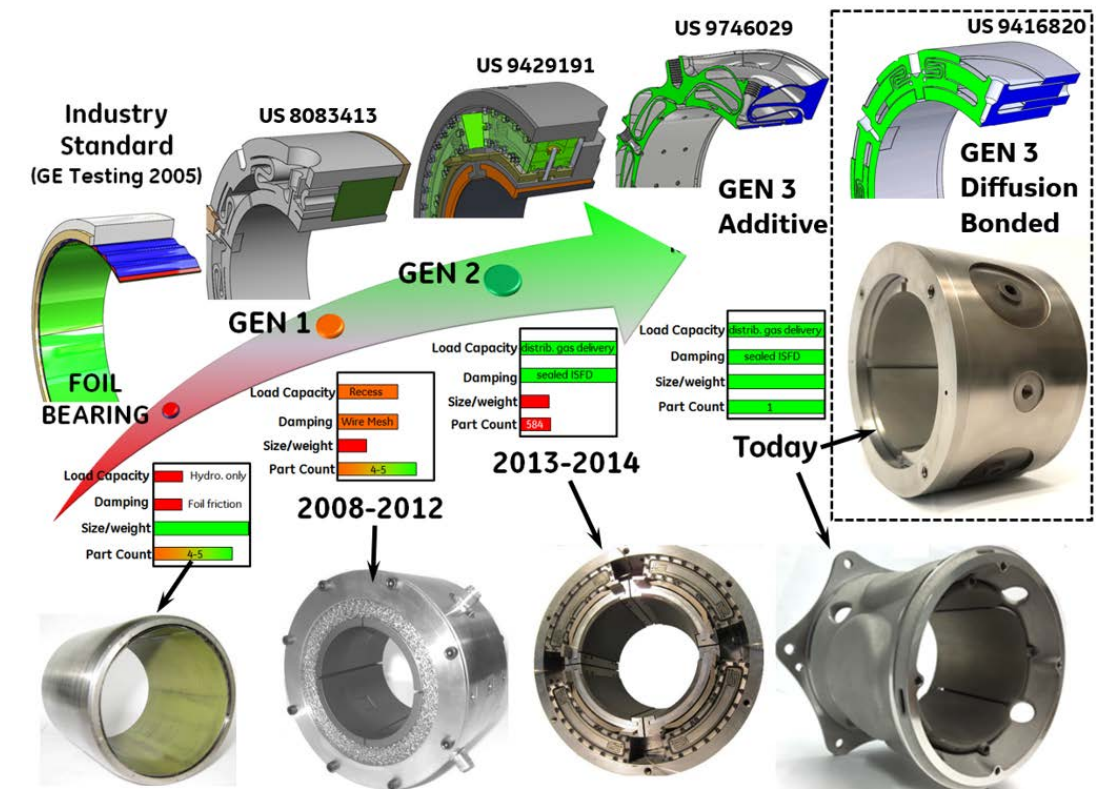 US 9416820
US 9746029
US 9429191
US 8083413
Industry
Standard
(GE Testing 2005)
GEN 3
Additive
GEN 3
Diffusion
Bonded
GEN 2
GEN 1
FOIL
BEARING
Load Capacity Hydro. only
Damping Foil friction
Size/weight
Part Count 4-5
Load Capacity Recess
Damping Wire Mesh
Size/weight
Part Count 4-5
2008-2012
Load Capacity distrib. gas delivery
Damping sealed ISFD
Size/weight
Part Count 584
2013-2014
Load Capacity distrib. gas delivery
Damping sealed ISFD
Size/weight
Part Count 1
Today